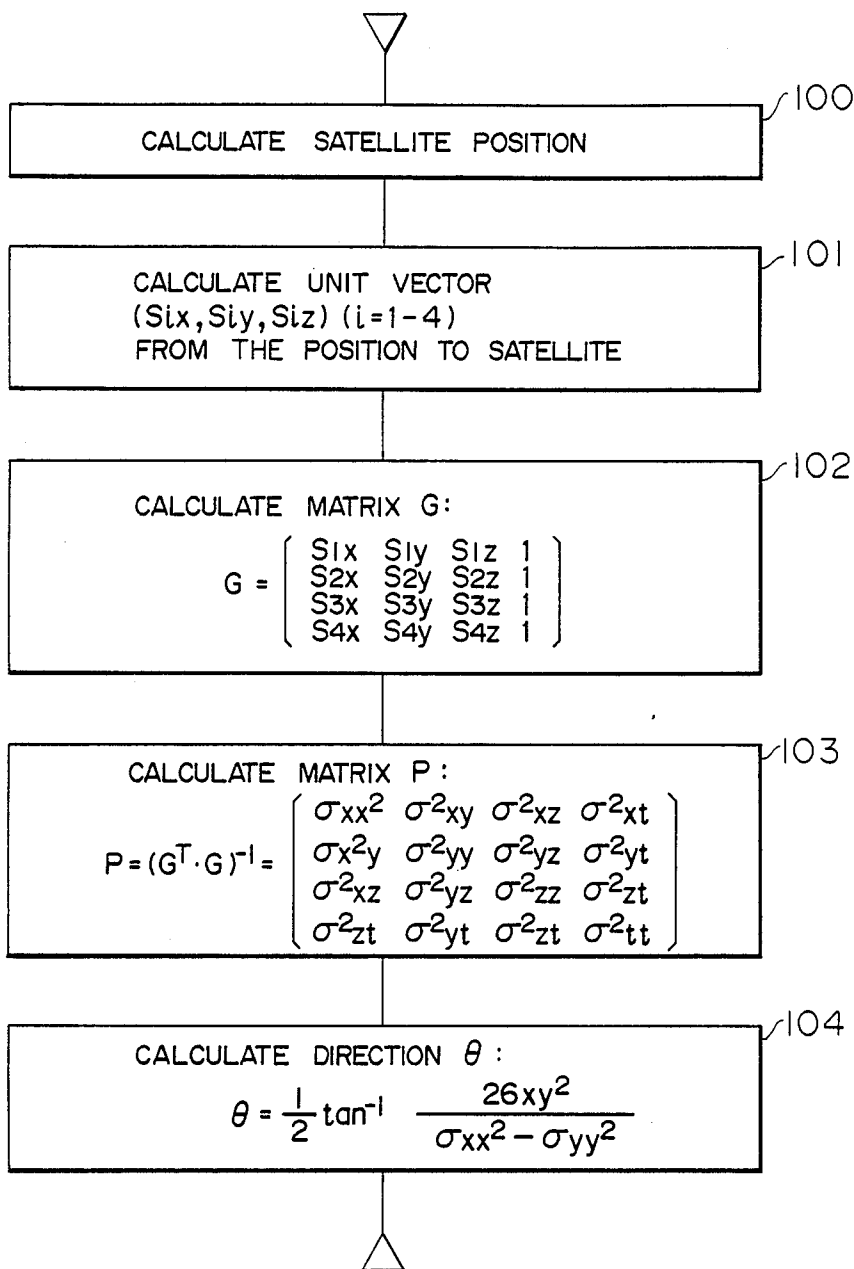 100
CALCULATE SATELLITE POSITION
101
CALCULATE UNIT VECTOR
(Six, Siy, Siz) (i=1-4)
FROM THE POSITION TO SATELLITE
102
CALCULATE MATRIX G:
G =
S1x S1y S1z 1
S2x S2y S2z 1
S3x S3y S3z 1
S4x S4y S4z 1
103
CALCULATE MATRIX P:
P=(Gᵀ·G)⁻¹=
σxx² σ²xy σ²xz σ²xt
σx²y σ²yy σ²yz σ²yt
σ²xz σ²yz σ²zz σ²zt
σ²zt σ²yt σ²zt σ²tt
104
CALCULATE DIRECTION θ:
θ = 1/2 tan⁻¹ 26xy² / σxx² − σyy²